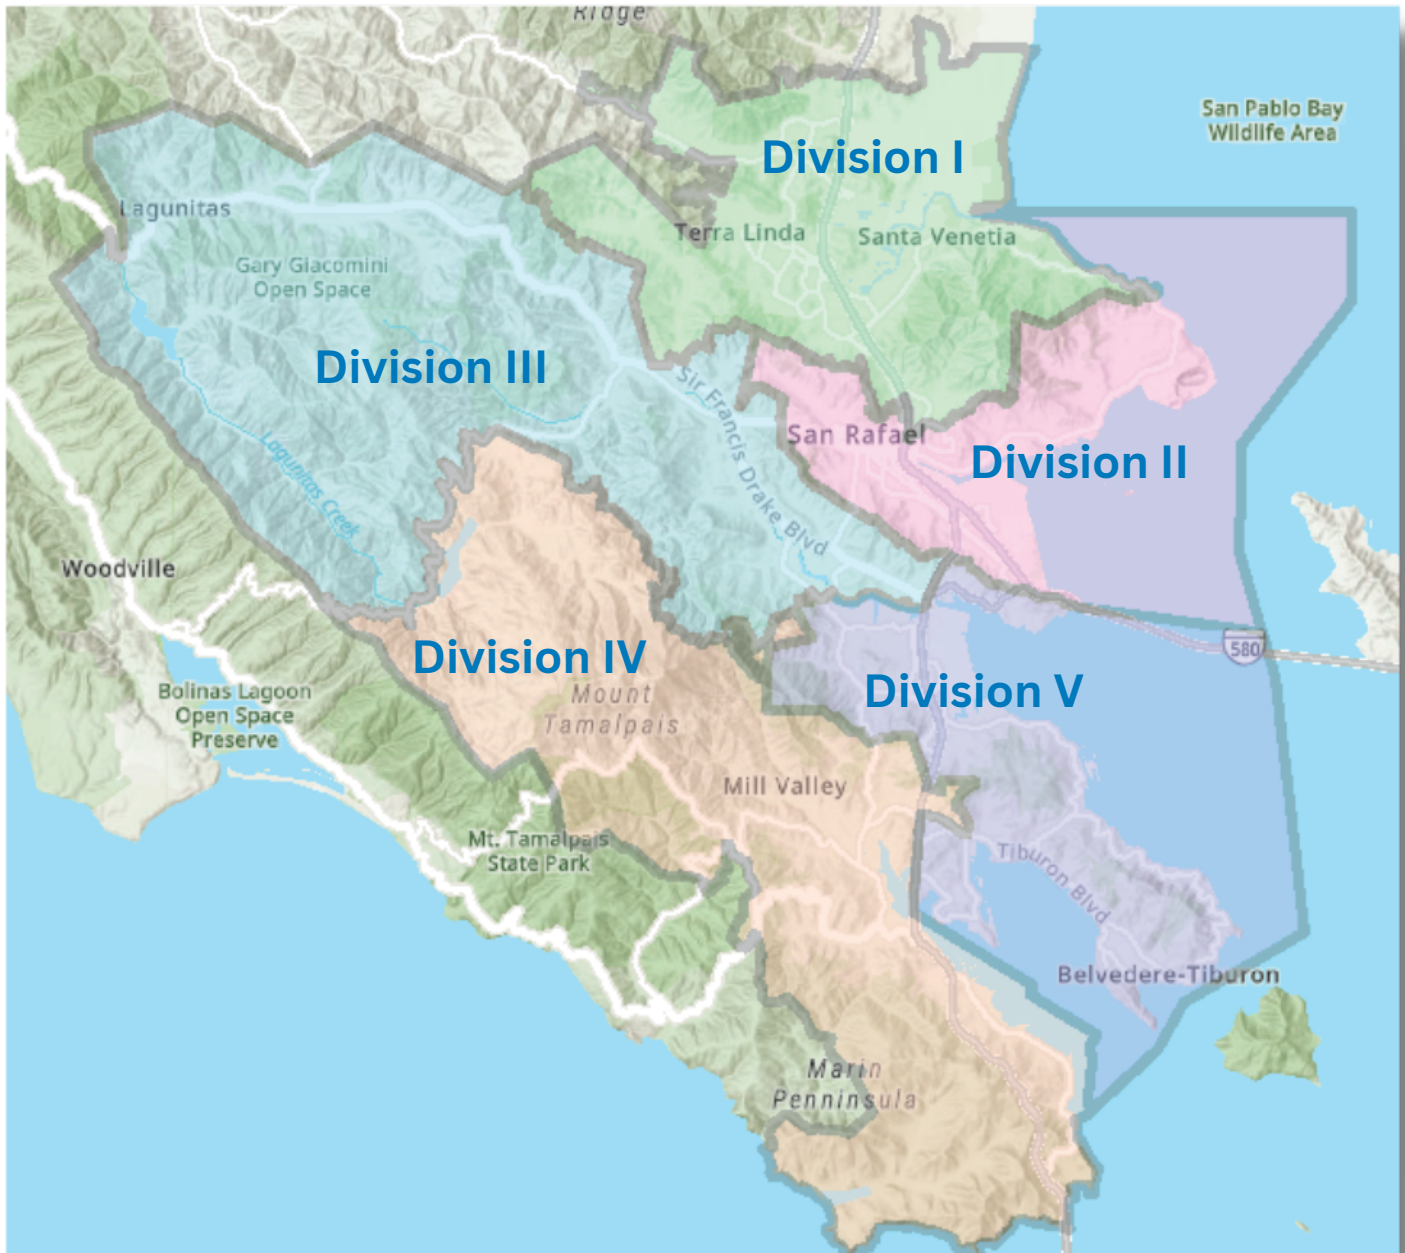 Ridge
San Pablo Bay
Wildlife Area
Division I
Lagunitas
Terra Linda
Santa Venetia
Gary Giacomini
Open Space
Division III
Sir Francis Drake Blvd
San Rafael
Division II
Lagunitas Creek
Woodville
580
Division IV
Division V
Bolinas Lagoon
Open Space
Preserve
Mount
Tamalpais
Mill Valley
Mt. Tamalpais
State Park
Tiburon Blvd
Belvedere-Tiburon
Marin
Penninsula